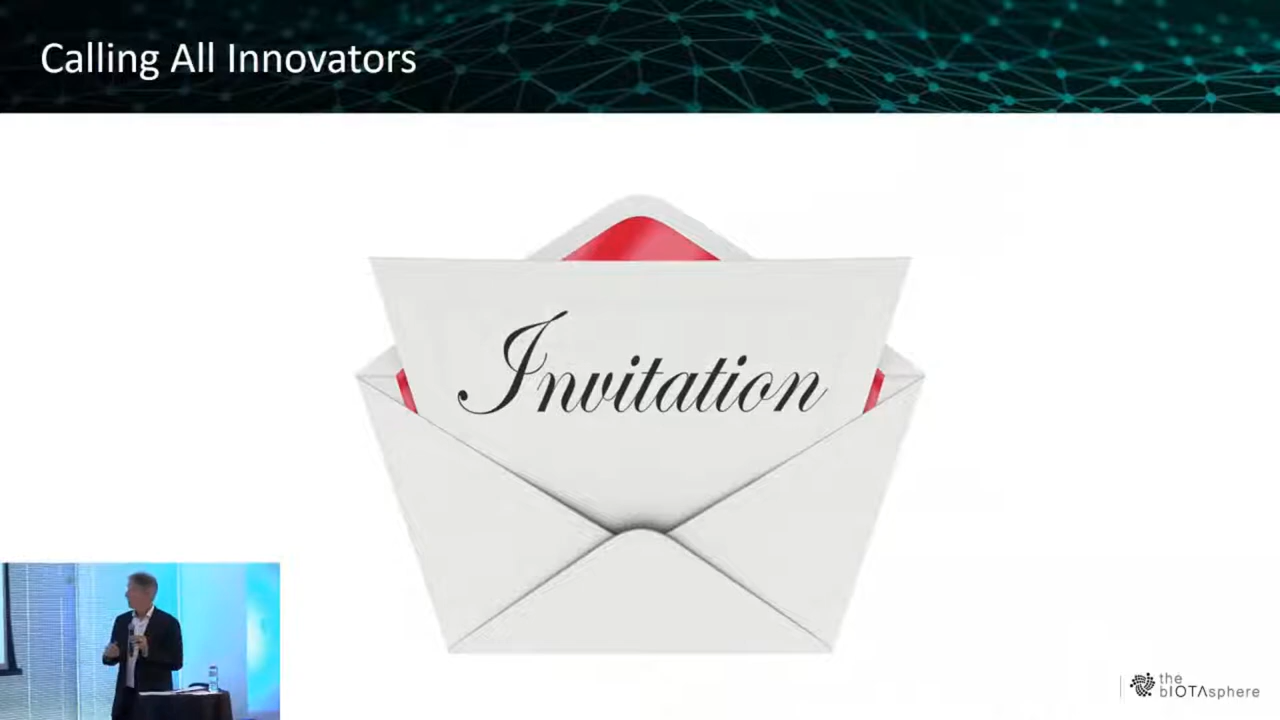 Calling All Innovators
Invitation
the
bIOTAsphere